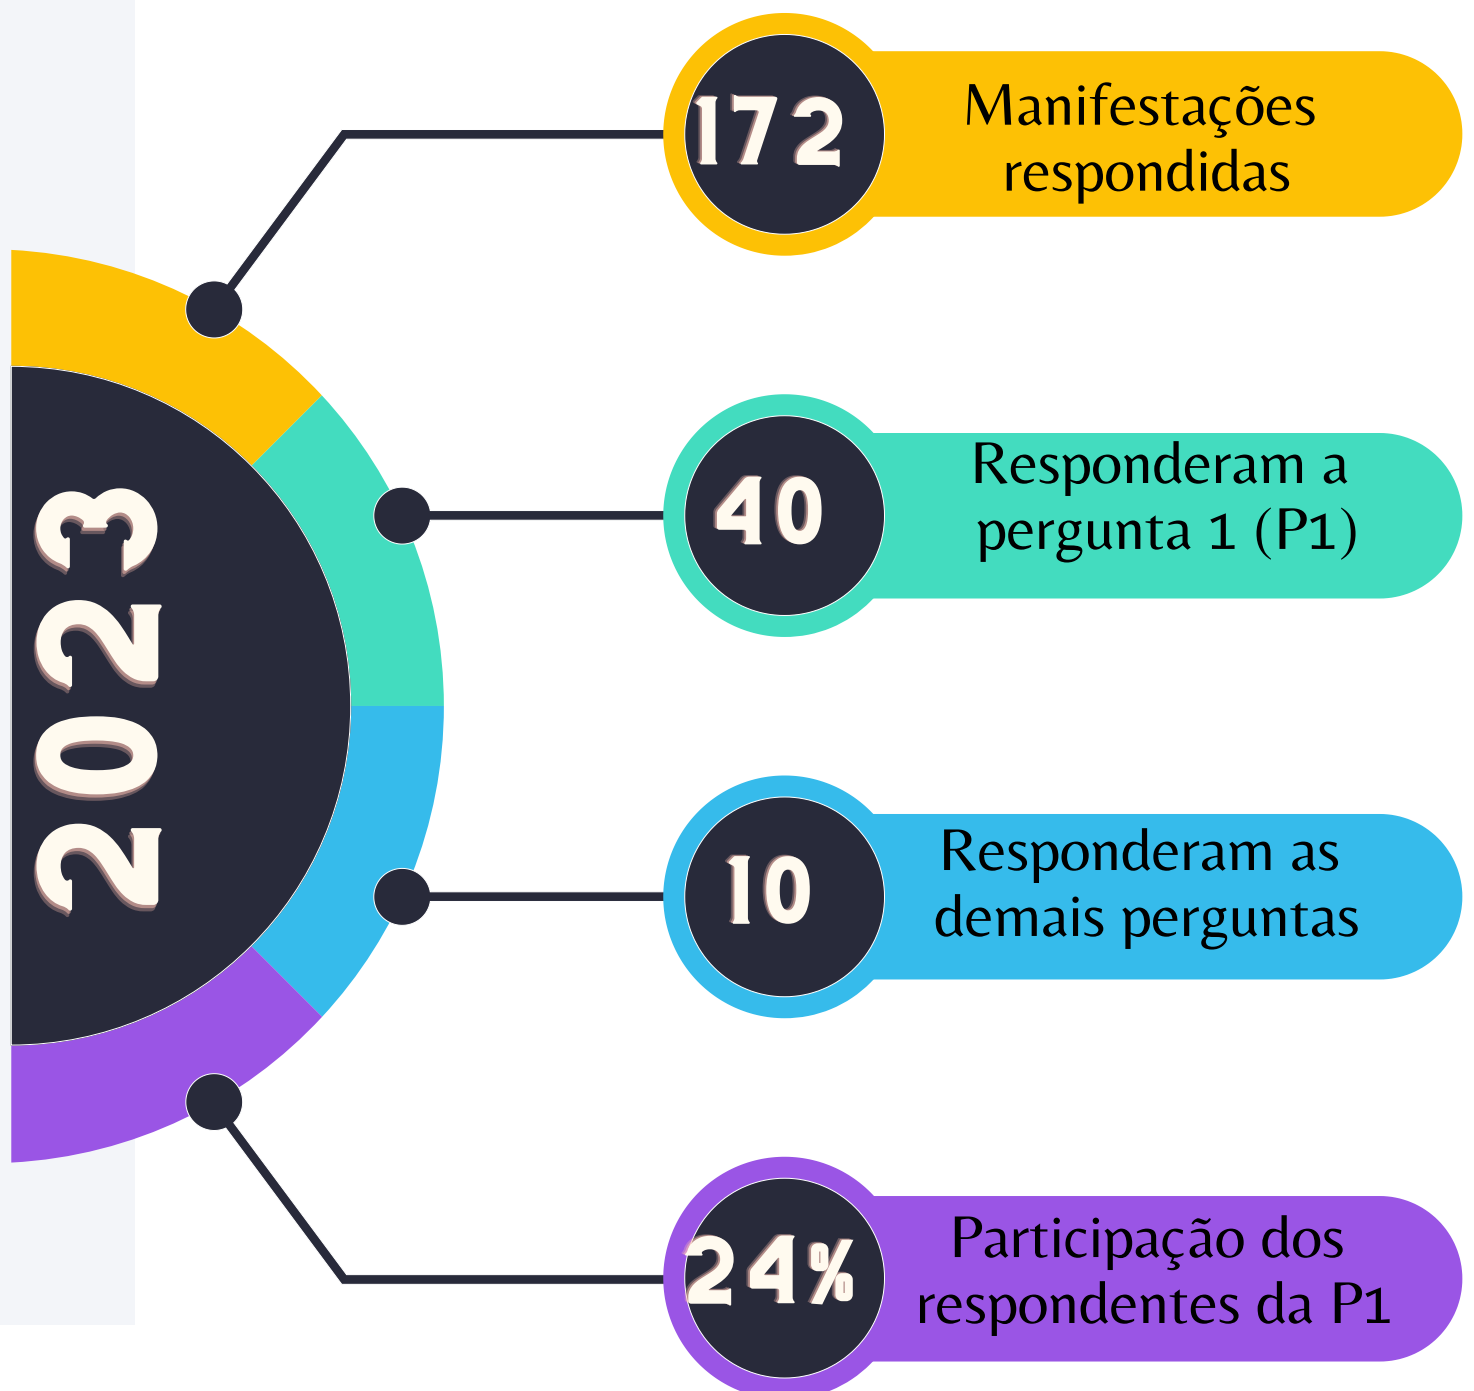 2023
172
Manifestações
respondidas
40
Responderam a
pergunta 1 (P1)
10
Responderam as
demais perguntas
24%
Participação dos
respondentes da P1